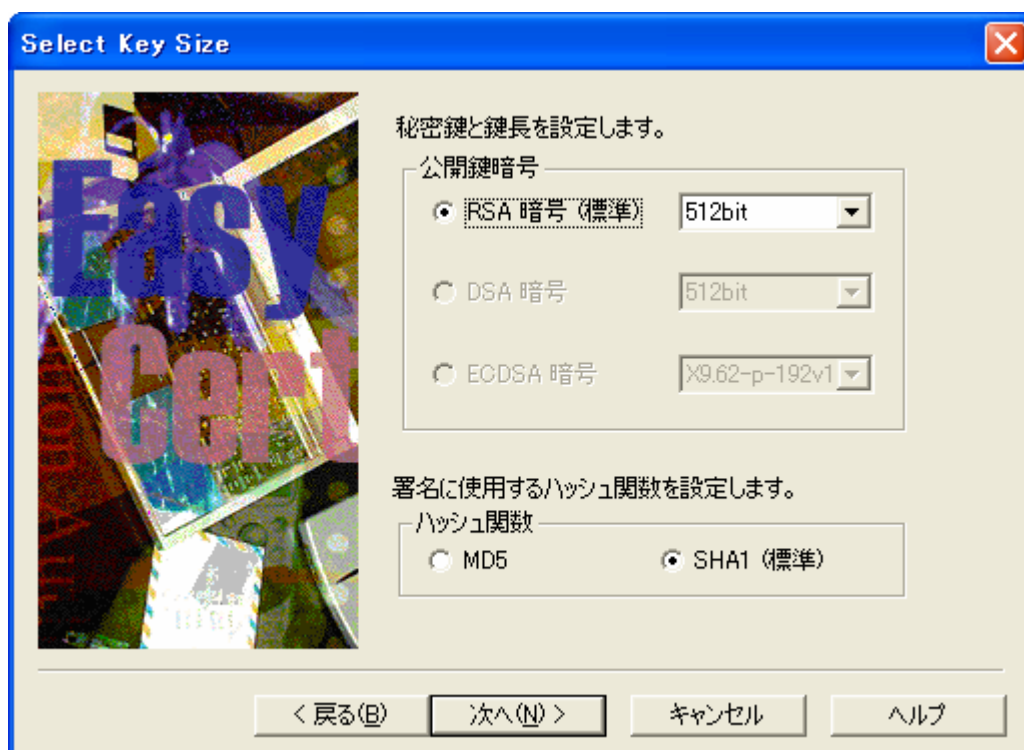 Select Key Size
Easy
Cert
秘密鍵と鍵長を設定します。
公開鍵暗号
RSA 暗号 (標準) 512bit
DSA 暗号 512bit
ECDSA 暗号 X9.62-p-192v1
署名に使用するハッシュ関数を設定します。
ハッシュ関数
MD5 SHA1 (標準)
< 戻る(B) 次へ(N) > キャンセル ヘルプ